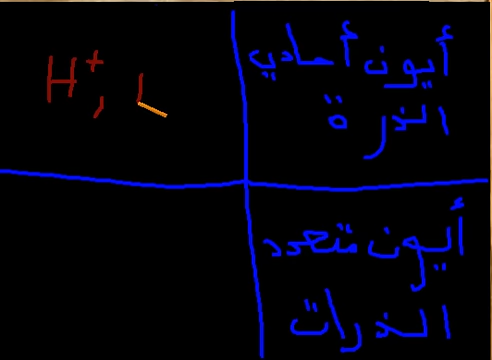 أيون أحادي
الذرة
H⁺,
أيون متعدد
الذرات